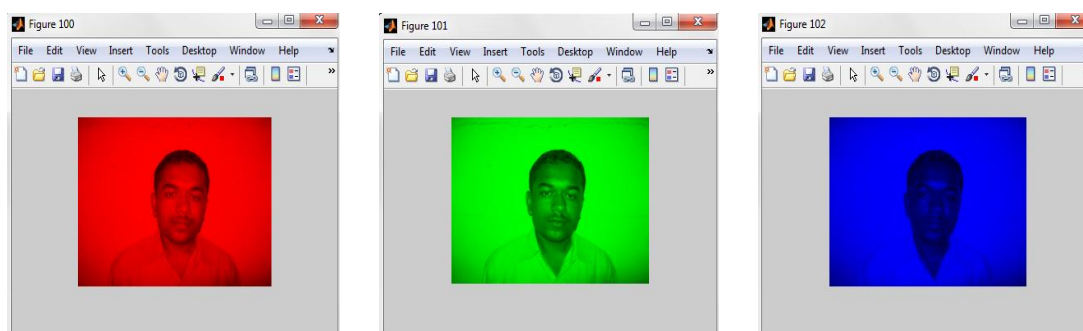 Figure 100
File Edit View Insert Tools Desktop Window Help
Figure 101
File Edit View Insert Tools Desktop Window Help
Figure 102
File Edit View Insert Tools Desktop Window Help